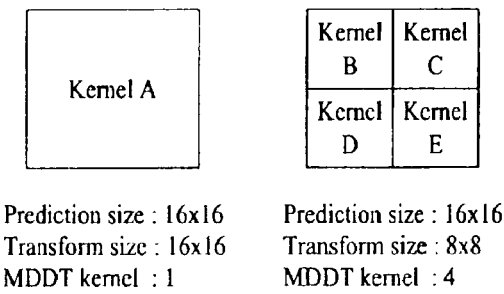 Kernel A
Kernel B
Kernel C
Kernel D
Kernel E
Prediction size : 16x16
Transform size : 16x16
MDDT kernel : 1
Prediction size : 16x16
Transform size : 8x8
MDDT kernel : 4